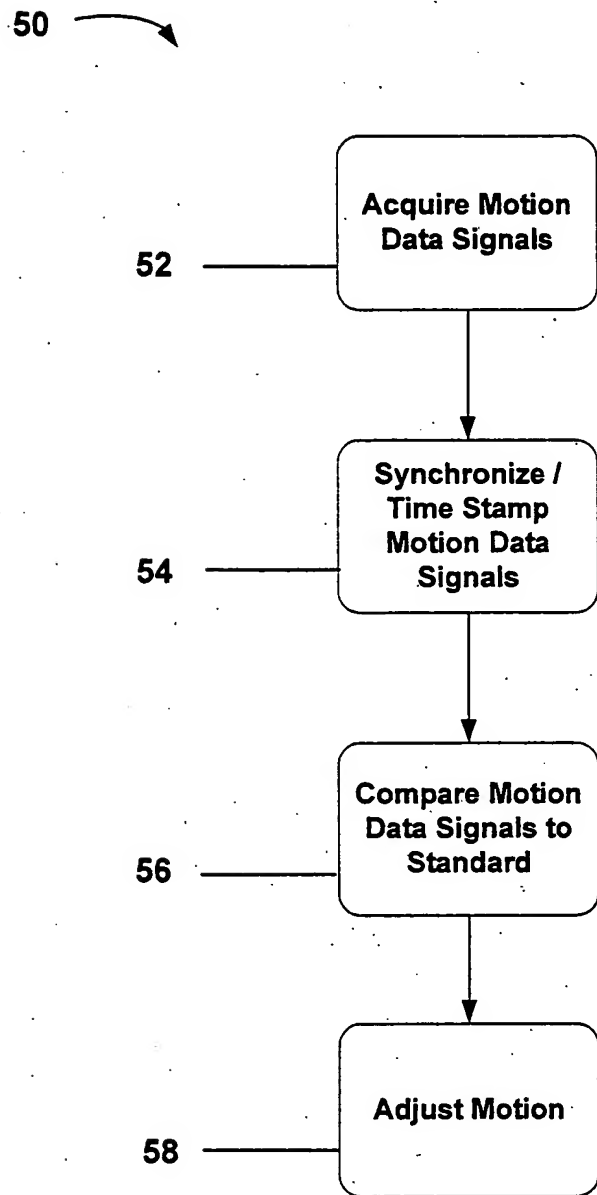 50
Acquire Motion
Data Signals
52
Synchronize /
Time Stamp
Motion Data
Signals
54
Compare Motion
Data Signals to
Standard
56
Adjust Motion
58